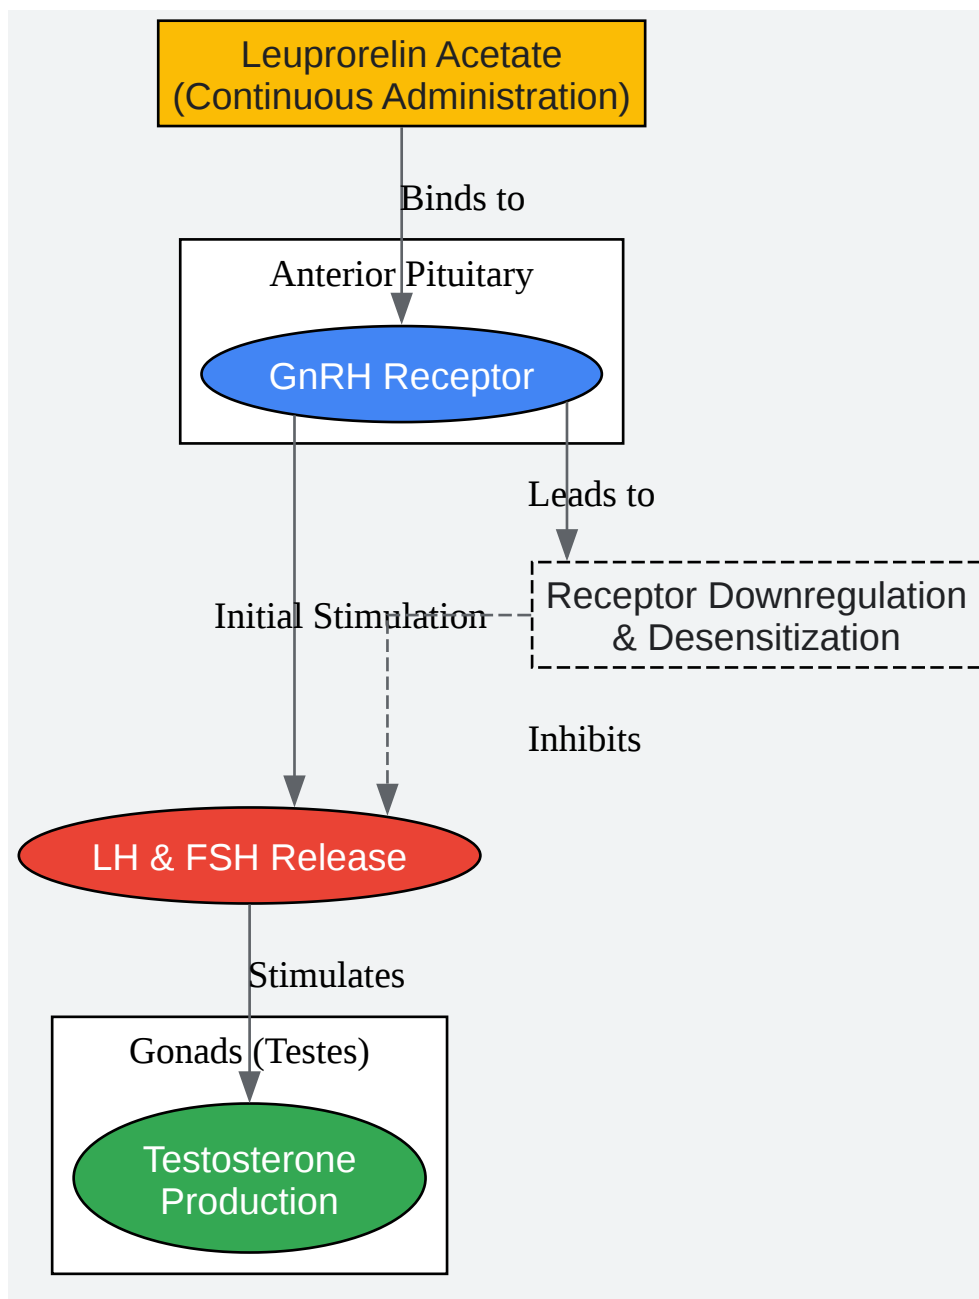 Leuprorelin Acetate
(Continuous Administration)
Binds to
Anterior Pituitary
GnRH Receptor
Leads to
Receptor Downregulation
& Desensitization
Initial Stimulation
Inhibits
LH & FSH Release
Stimulates
Gonads (Testes)
Testosterone
Production